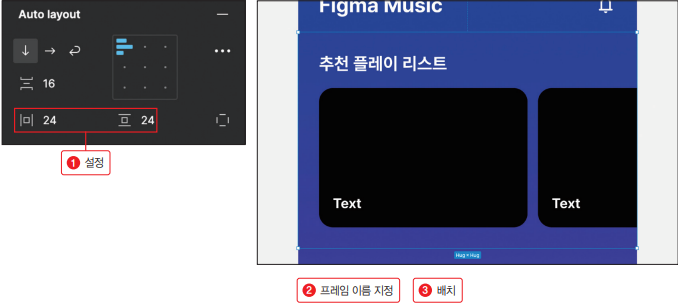 Auto layout
16
24
24
1 설정
Figma Music
추천 플레이 리스트
Text
Text
Hug × Hug
2 프레임 이름 지정
3 배치